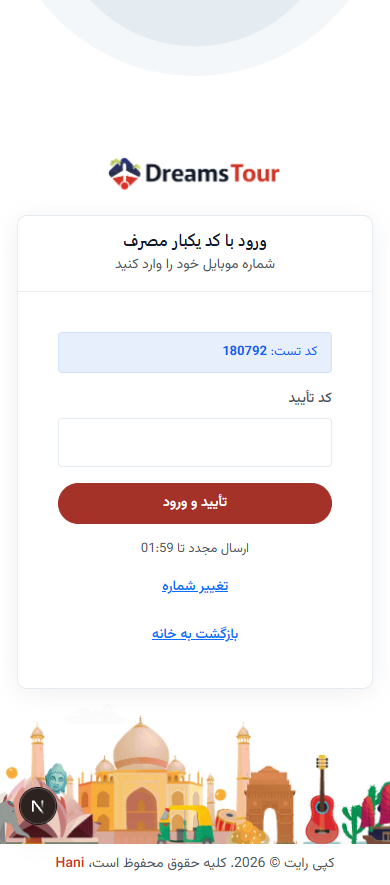 DreamsTour
ورود با کد یکبار مصرف
شماره موبایل خود را وارد کنید
کد تست: 180792
کد تأیید
تأیید و ورود
ارسال مجدد تا 01:59
تغییر شماره
بازگشت به خانه
N
کپی رایت © 2026. کلیه حقوق محفوظ است، Hani